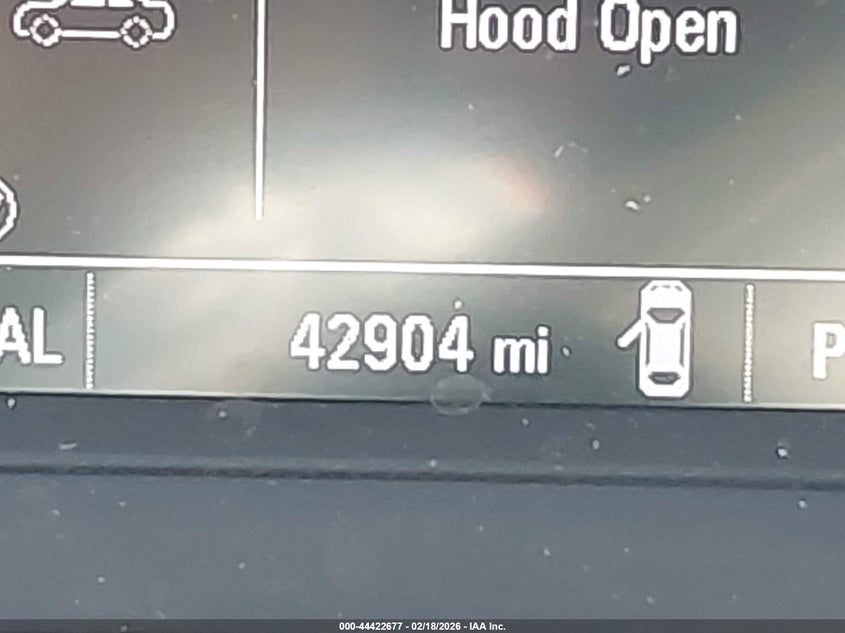 Hood Open
AL 42904 mi P
000-44422677 - 02/18/2026 - IAA Inc.